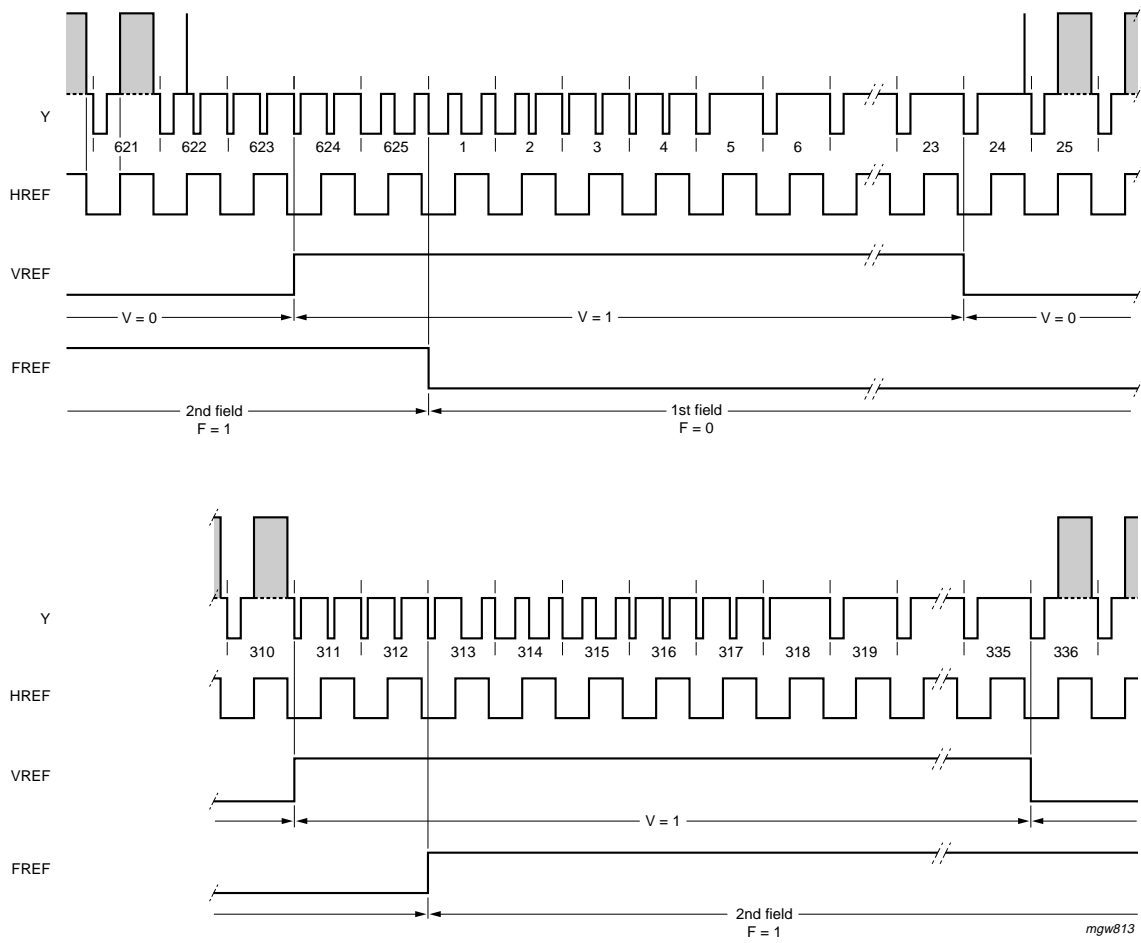 Y
621 622 623 624 625 1 2 3 4 5 6 23 24 25
HREF
VREF
V = 0 V = 1 V = 0
FREF
2nd field 1st field
F = 1 F = 0
Y
310 311 312 313 314 315 316 317 318 319 335 336
HREF
VREF
V = 1
FREF
2nd field
F = 1
mgw813